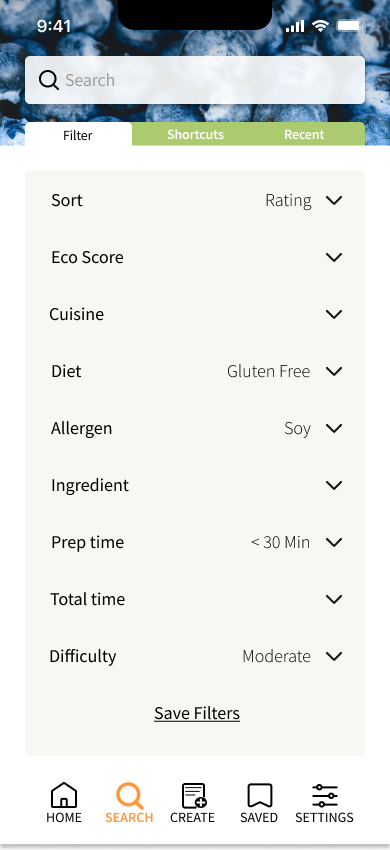 9:41
Search
Filter Shortcuts Recent
Sort Rating
Eco Score
Cuisine
Diet Gluten Free
Allergen Soy
Ingredient
Prep time < 30 Min
Total time
Difficulty Moderate
Save Filters
HOME SEARCH CREATE SAVED SETTINGS